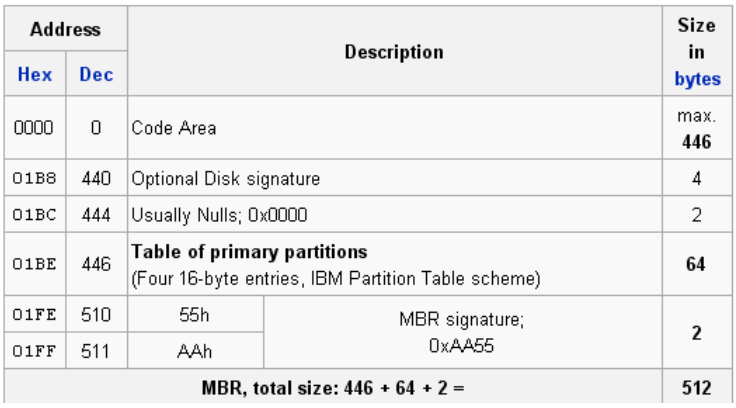 Address Description Size in bytes
Hex Dec
0000 0 Code Area max. 446
01B8 440 Optional Disk signature 4
01BC 444 Usually Nulls; 0x0000 2
01BE 446 Table of primary partitions
(Four 16-byte entries, IBM Partition Table scheme) 64
01FE 510 55h MBR signature;
0xAA55 2
01FF 511 AAh
MBR, total size: 446 + 64 + 2 = 512